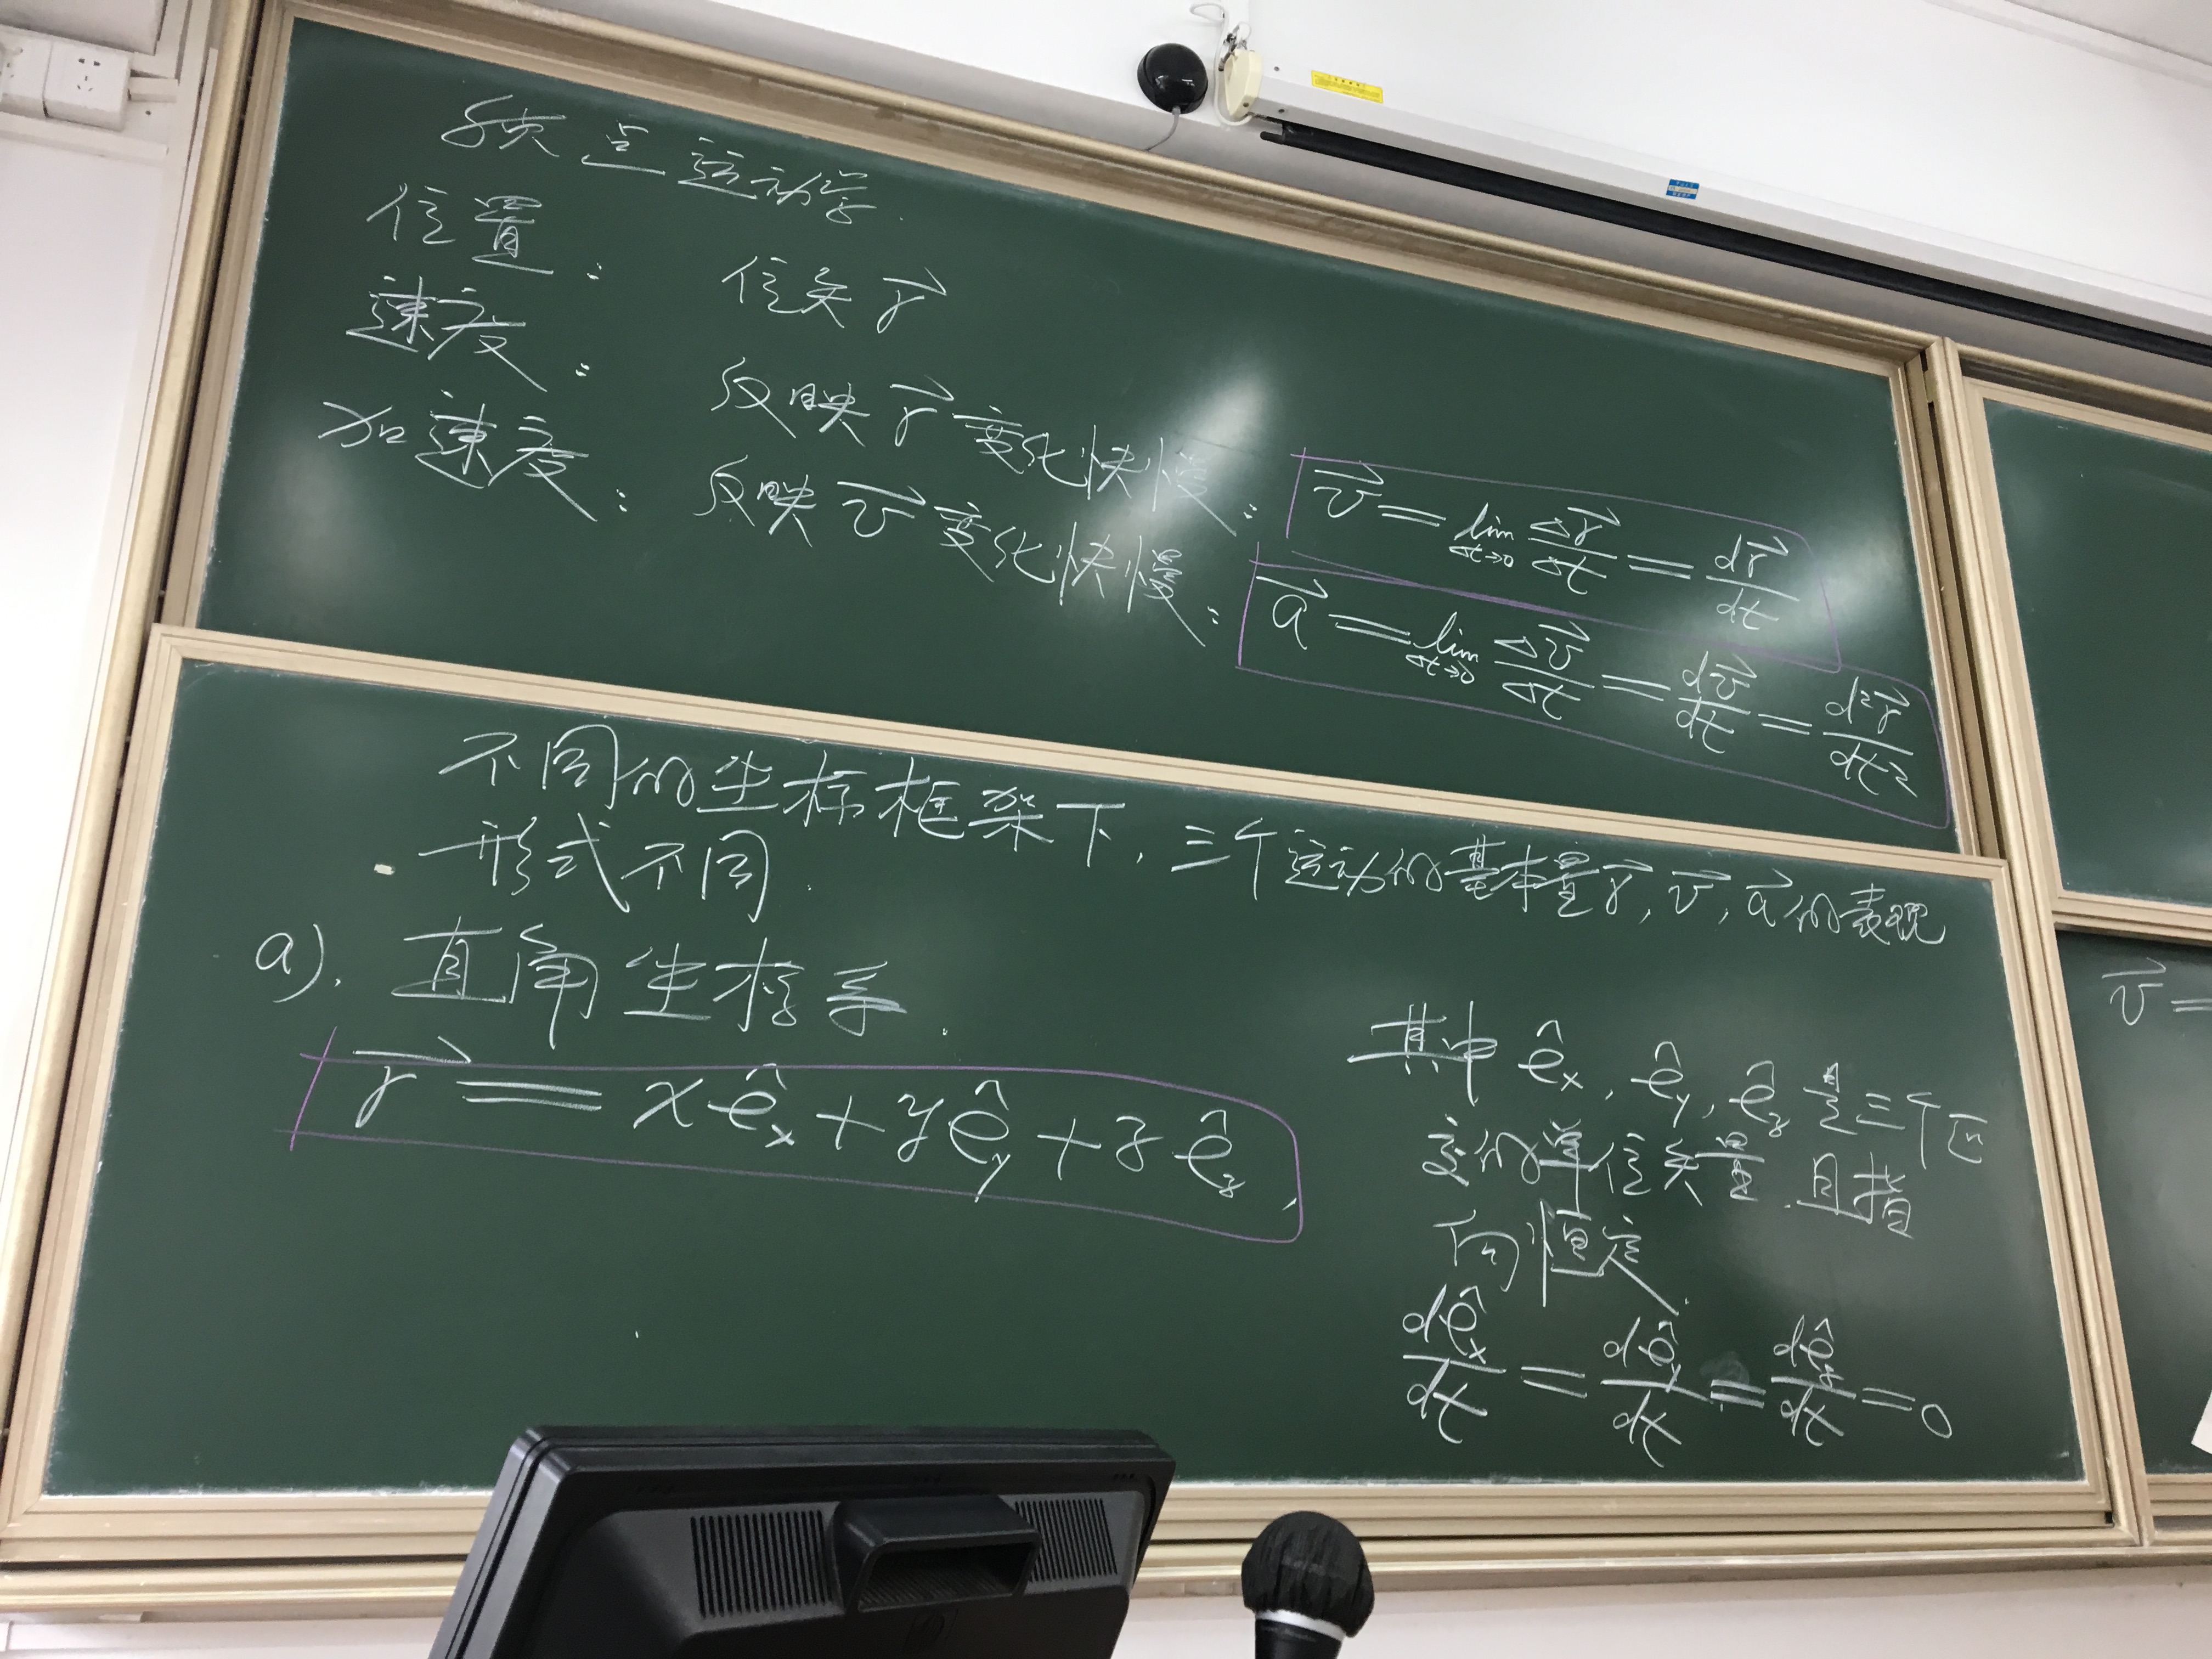 质点运动学.
位置: 位矢 $\vec{r}$
速度: 反映 $\vec{r}$ 变化快慢: $\vec{v} = \lim_{\Delta t \to 0} \frac{\Delta \vec{r}}{\Delta t} = \frac{d\vec{r}}{dt}$
加速度: 反映 $\vec{v}$ 变化快慢: $\vec{a} = \lim_{\Delta t \to 0} \frac{\Delta \vec{v}}{\Delta t} = \frac{d\vec{v}}{dt} = \frac{d^2\vec{r}}{dt^2}$
不同的坐标框架下, 三个运动的基本量 $\vec{r}, \vec{v}, \vec{a}$ 的表现
形式不同.
a). 直角坐标系.
$\vec{r} = x\hat{e}_x + y\hat{e}_y + z\hat{e}_z,$
其中 $\hat{e}_x, \hat{e}_y, \hat{e}_z$ 是三个正
交的单位矢量. 且指
向恒定.
$\frac{d\hat{e}_x}{dt} = \frac{d\hat{e}_y}{dt} = \frac{d\hat{e}_z}{dt} = 0$
$\vec{v} =$